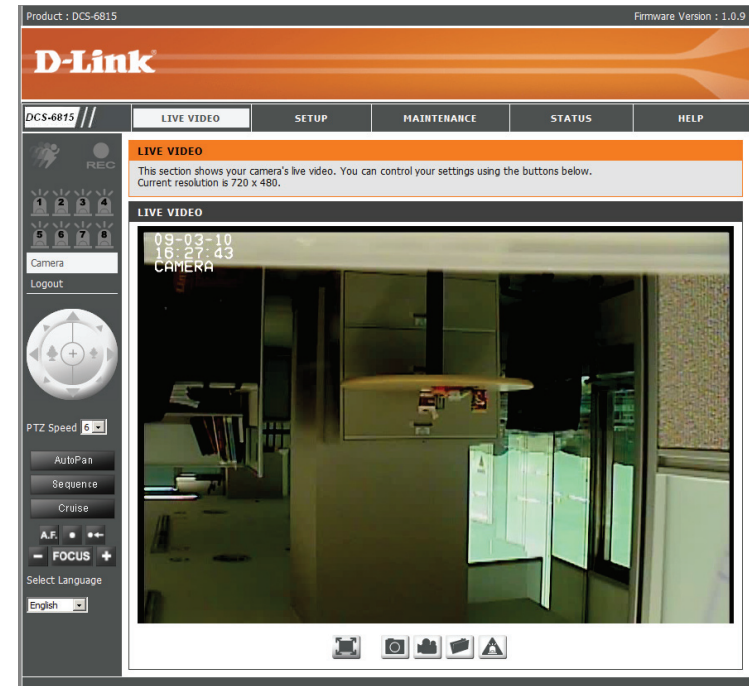 Product : DCS-6815
Firmware Version : 1.0.9
D-Link
DCS-6815 //
LIVE VIDEO
SETUP
MAINTENANCE
STATUS
HELP
REC
1 2 3 4
5 6 7 8
Camera
Logout
PTZ Speed 6
AutoPan
Sequence
Cruise
A.F.
- FOCUS +
Select Language
English
LIVE VIDEO
This section shows your camera's live video. You can control your settings using the buttons below.
Current resolution is 720 x 480.
LIVE VIDEO
09-03-10
16:27:43
CAMERA